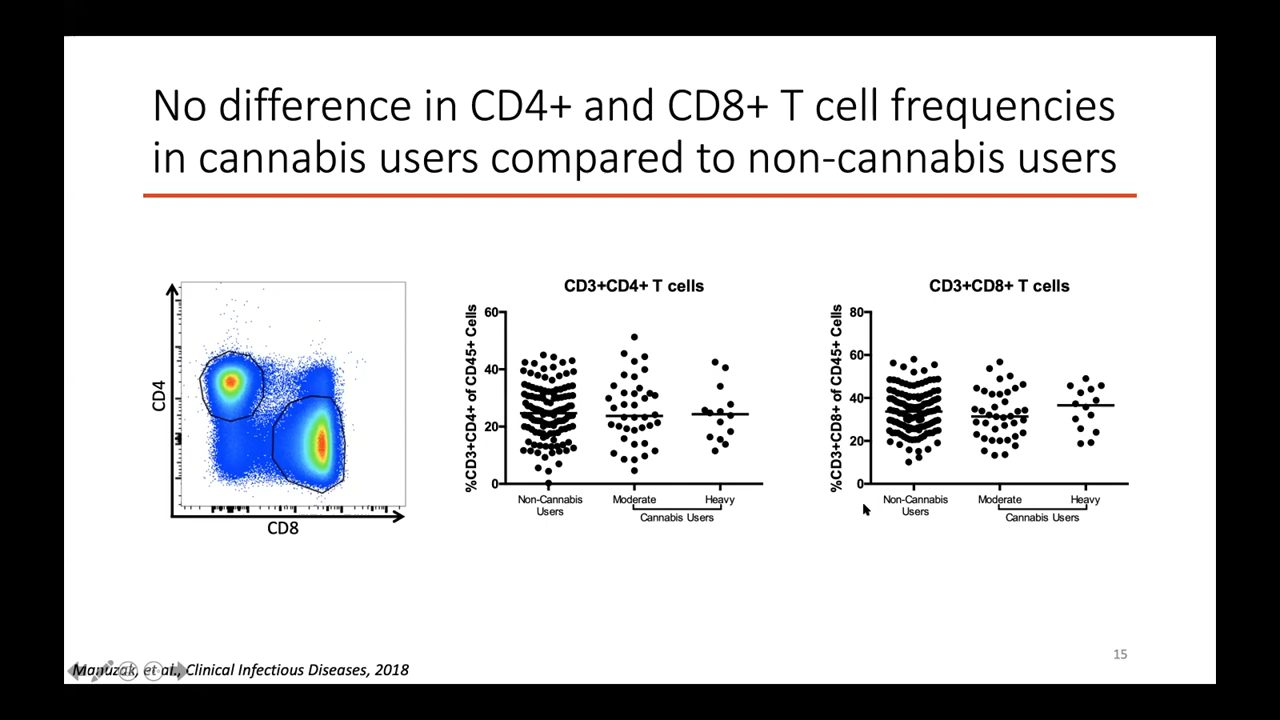 No difference in CD4+ and CD8+ T cell frequencies
in cannabis users compared to non-cannabis users
CD4
CD8
CD3+CD4+ T cells
%CD3+CD4+ of CD45+ Cells
60
40
20
0
Non-Cannabis
Users
Moderate
Heavy
Cannabis Users
CD3+CD8+ T cells
%CD3+CD8+ of CD45+ Cells
80
60
40
20
0
Non-Cannabis
Users
Moderate
Heavy
Cannabis Users
15
Manuzak, et al., Clinical Infectious Diseases, 2018